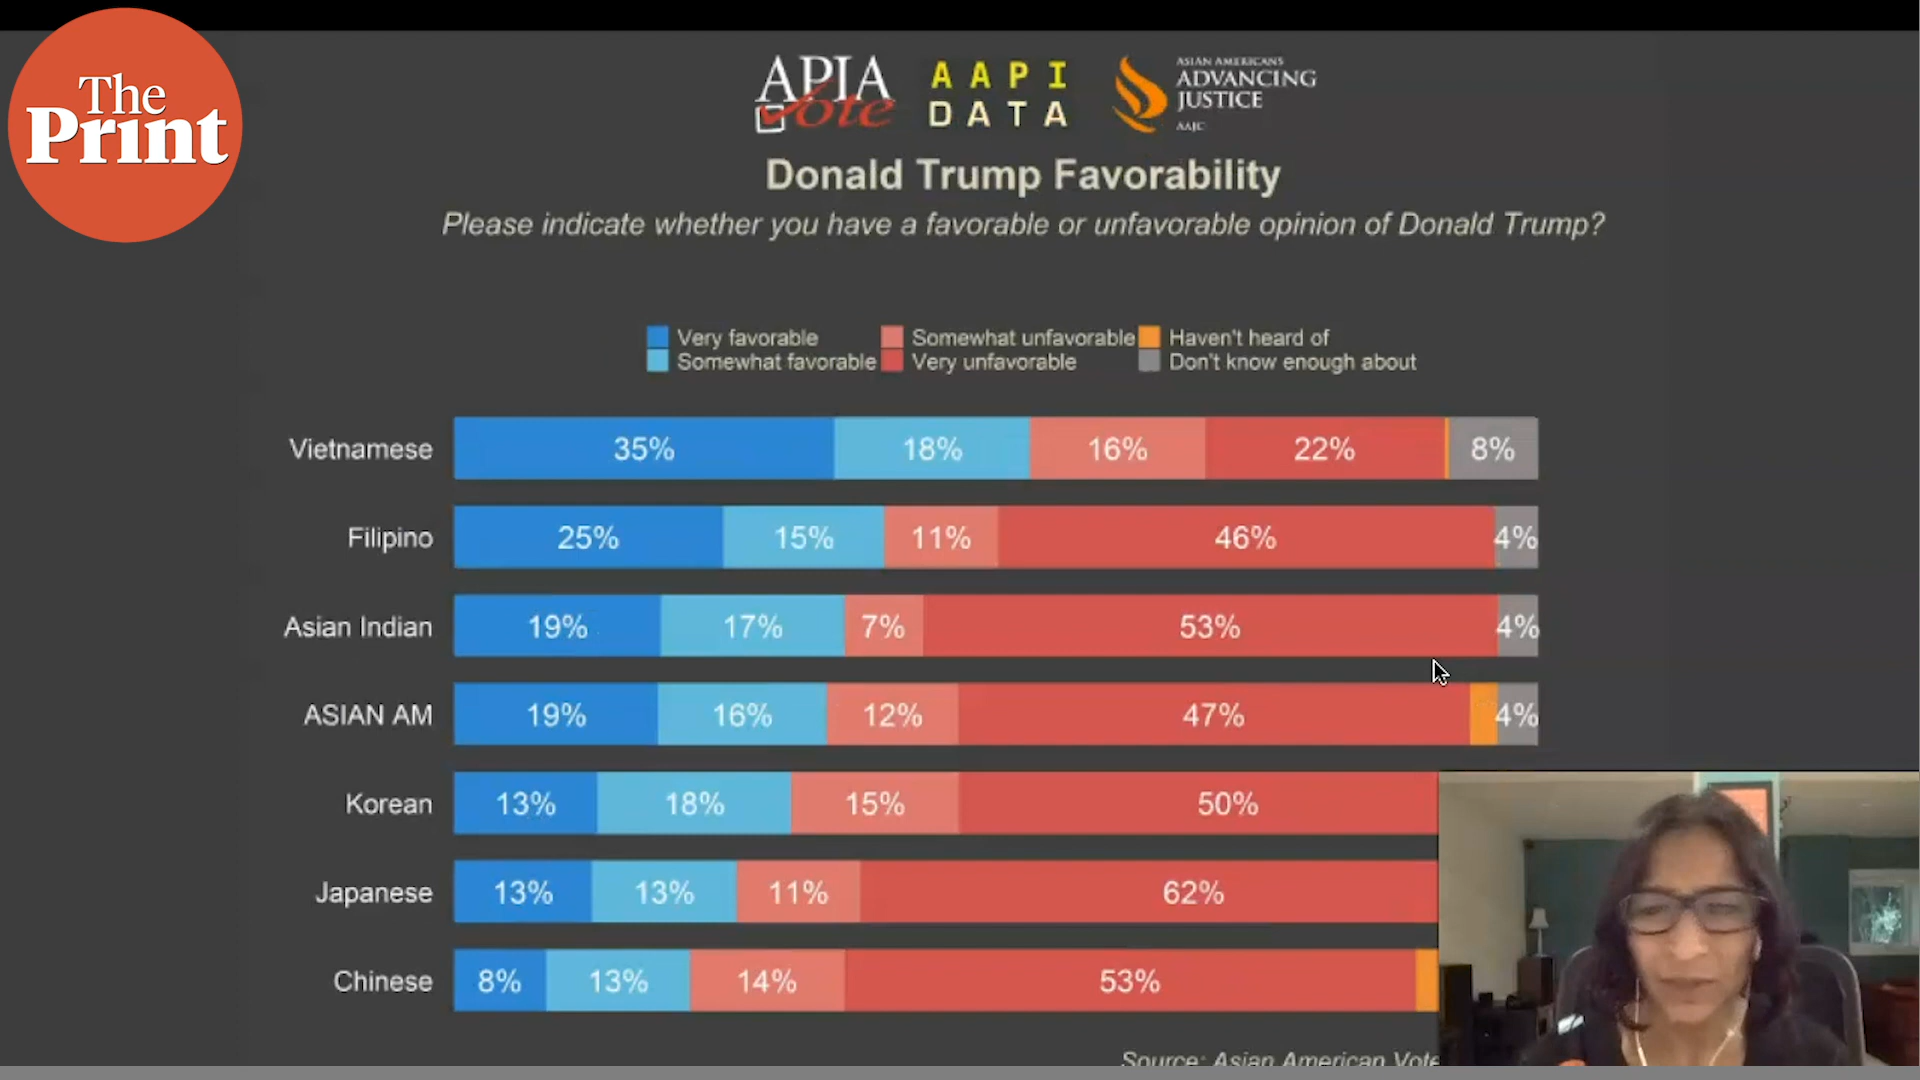 The
Print
APIA
Vote
AAPI
DATA
ASIAN AMERICANS
ADVANCING
JUSTICE
AAJC
Donald Trump Favorability
Please indicate whether you have a favorable or unfavorable opinion of Donald Trump?
Very favorable Somewhat unfavorable Haven't heard of
Somewhat favorable Very unfavorable Don't know enough about
Vietnamese 35% 18% 16% 22% 8%
Filipino 25% 15% 11% 46% 4%
Asian Indian 19% 17% 7% 53% 4%
ASIAN AM 19% 16% 12% 47% 4%
Korean 13% 18% 15% 50%
Japanese 13% 13% 11% 62%
Chinese 8% 13% 14% 53%
Source: Asian American Vote